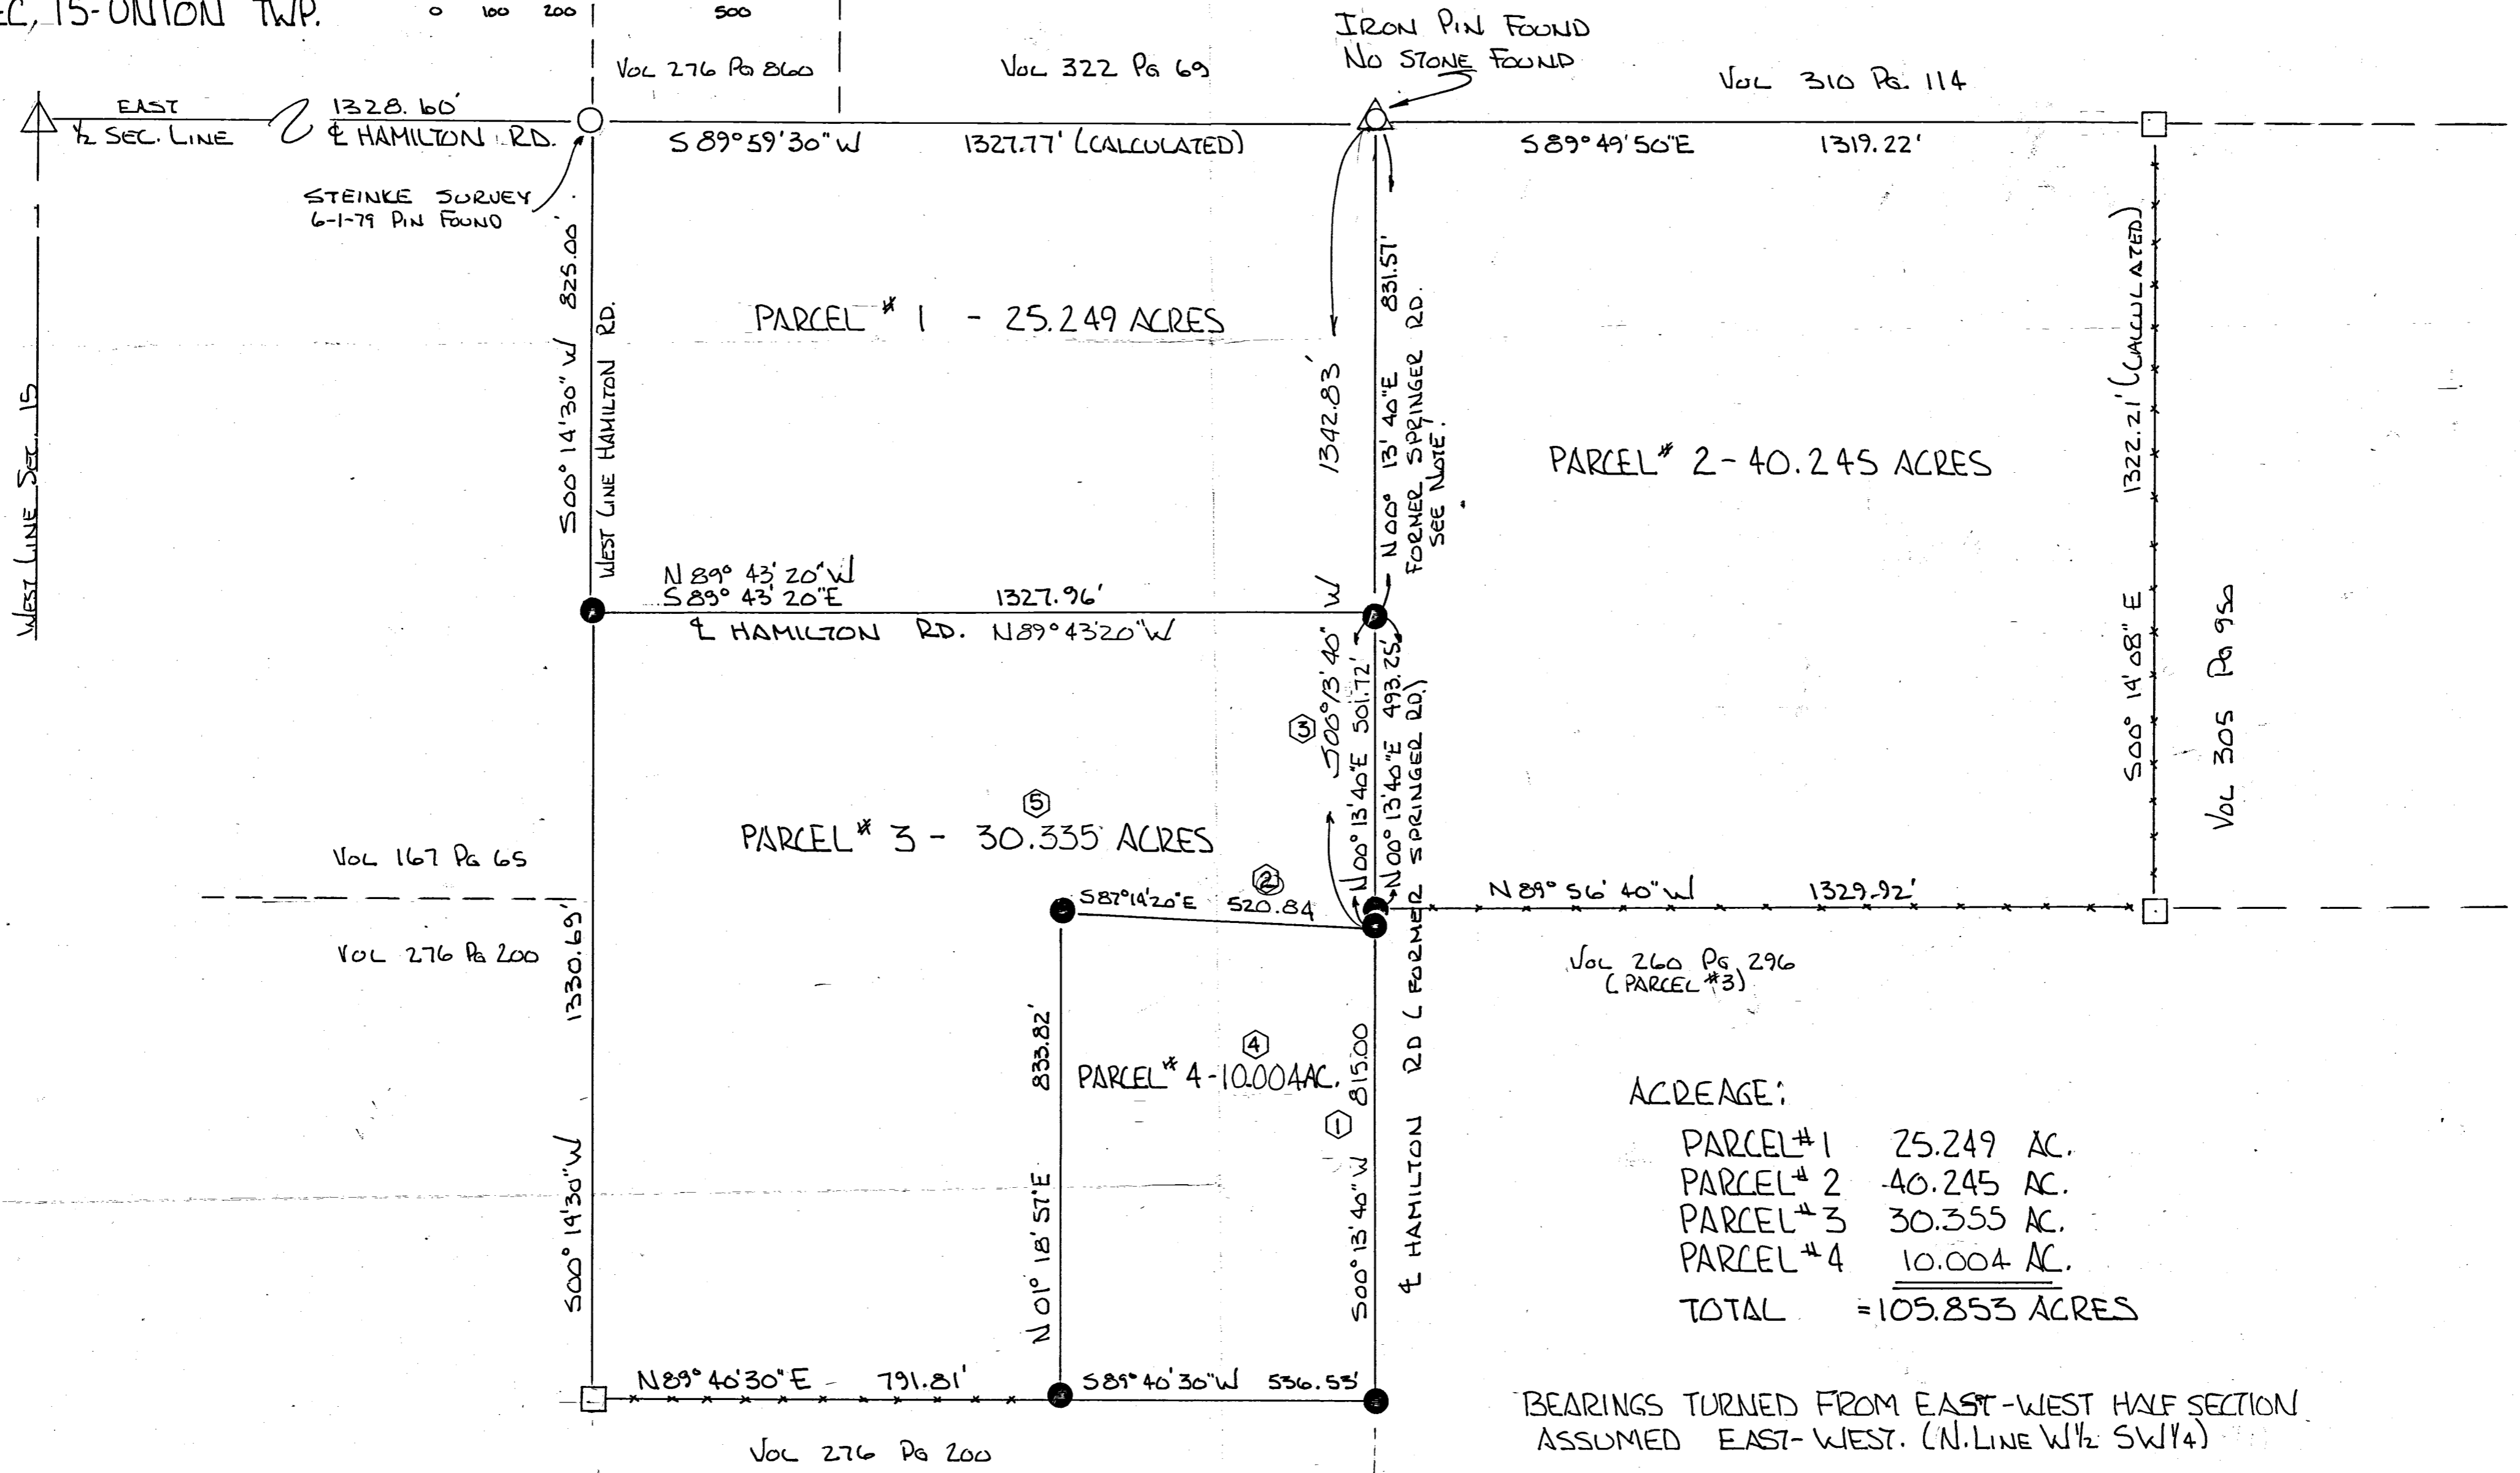 15-UNION TWP.
0 100 200 500
IRON PIN FOUND
NO STONE FOUND
VOL 276 PG 860
VOL 322 PG 69
VOL 310 PG. 114
EAST
½ SEC. LINE
1328.60'
℄ HAMILTON RD.
S 89°59'30" W 1327.77' (CALCULATED)
S 89°49'50"E 1319.22'
STEINKE SURVEY
6-1-79 PIN FOUND
WEST LINE SEC. 15
S00° 14'30" W 825.00'
WEST LINE HAMILTON RD.
PARCEL # 1 - 25.249 ACRES
1342.83'
S00°13'40" W
N00° 13' 40"E 831.57'
FORMER SPRINGER RD.
SEE NOTE!
PARCEL # 2-40.245 ACRES
1322.21' (CALCULATED)
S00° 14' 08" E
VOL 305 PG 950
N 89° 43' 20" W
S 89° 43' 20"E 1327.96'
℄ HAMILTON RD. N89°43'20"W
3
N00° 13' 40"E 501.72'
N00° 13'40"E 493.25'
5
PARCEL # 3 - 30.335 ACRES
VOL 167 PG 65
VOL 276 PG 200
2
S87°14'20"E 520.84
N 89° 56' 40" W 1329.92'
VOL 260 PG 296
(PARCEL #3)
S00° 14'30"W 1330.69'
N 01° 18' 57"E 833.82'
4
PARCEL # 4-10.004AC.
1
S00° 13'40" W 815.00
℄ HAMILTON RD (FORMER SPRINGER RD.)
ACREAGE:
PARCEL#1 25.249 AC.
PARCEL# 2 40.245 AC.
PARCEL#3 30.355 AC.
PARCEL #4 10.004 AC.
TOTAL =105.853 ACRES
N89°40'30"E - 791.81'
S89°40'30"W 536.53'
VOL 276 PG 200
BEARINGS TURNED FROM EAST-WEST HALF SECTION
ASSUMED EAST-WEST. (N. LINE W½ SW¼)